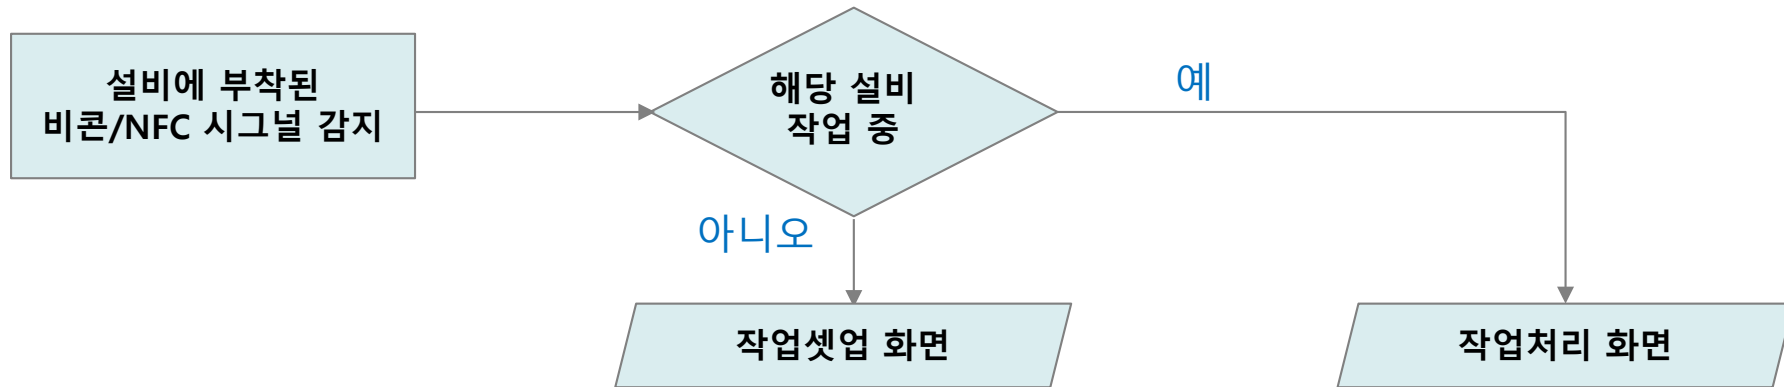 설비에 부착된
비콘/NFC 시그널 감지
해당 설비
작업 중
예
아니오
작업셋업 화면
작업처리 화면